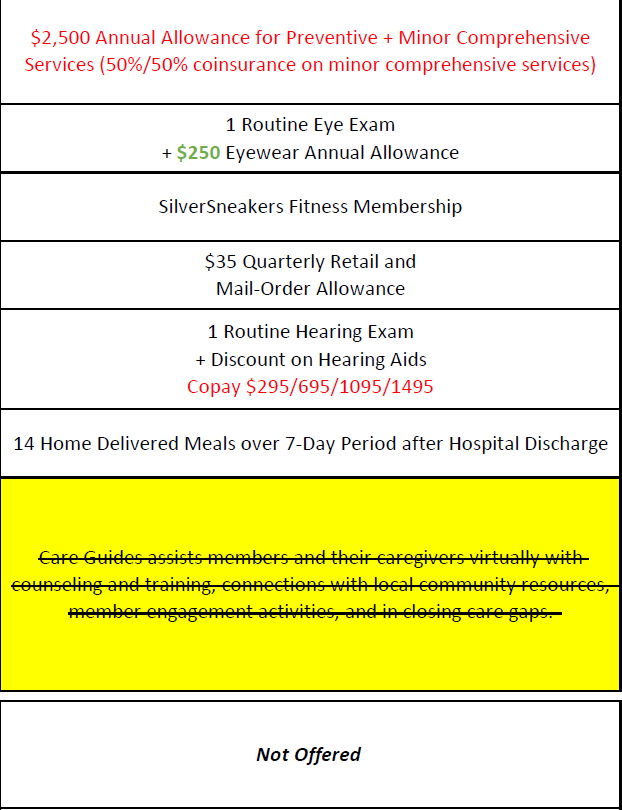 $2,500 Annual Allowance for Preventive + Minor Comprehensive
Services (50%/50% coinsurance on minor comprehensive services)
1 Routine Eye Exam
+ $250 Eyewear Annual Allowance
SilverSneakers Fitness Membership
$35 Quarterly Retail and
Mail-Order Allowance
1 Routine Hearing Exam
+ Discount on Hearing Aids
Copay $295/695/1095/1495
14 Home Delivered Meals over 7-Day Period after Hospital Discharge
Care Guides assists members and their caregivers virtually with
counseling and training, connections with local community resources,
member engagement activities, and in closing care gaps.
Not Offered